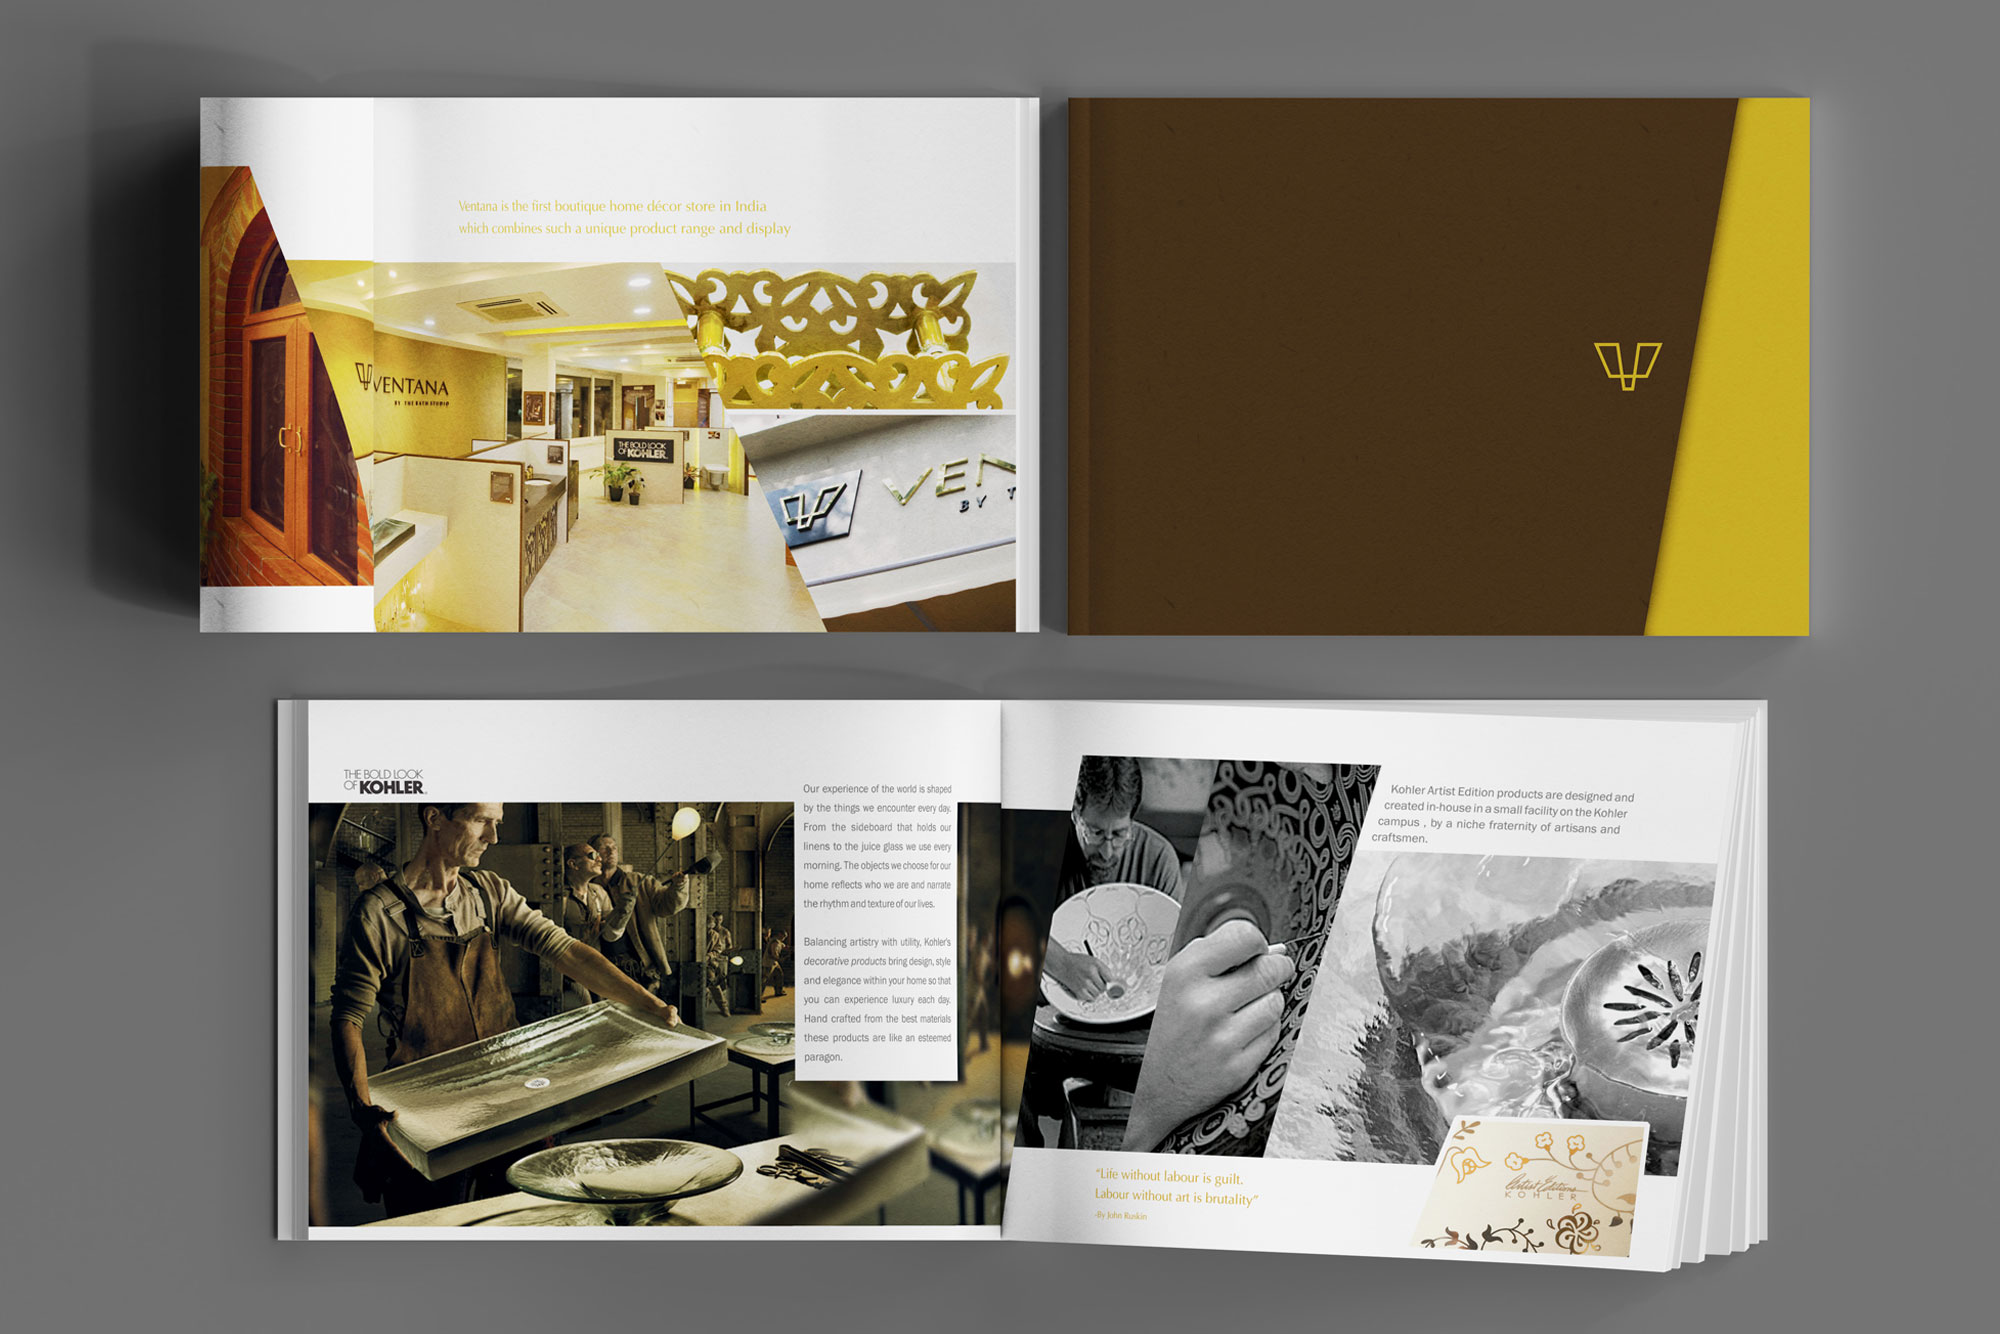 Ventana is the first boutique home décor store in India
which combines such a unique product range and display
VENTANA
BY THE BATH STUDIO
THE BOLD LOOK
OF KOHLER
VEN
BY T
THE BOLD LOOK
OF KOHLER
Our experience of the world is shaped
by the things we encounter every day.
From the sideboard that holds our
linens to the juice glass we use every
morning. The objects we choose for our
home reflects who we are and narrate
the rhythm and texture of our lives.
Balancing artistry with utility, Kohler's
decorative products bring design, style
and elegance within your home so that
you can experience luxury each day.
Hand crafted from the best materials
these products are like an esteemed
paragon.
Kohler Artist Edition products are designed and
created in-house in a small facility on the Kohler
campus , by a niche fraternity of artisans and
craftsmen.
“Life without labour is guilt.
Labour without art is brutality”
-By John Ruskin
Artist Editions
KOHLER